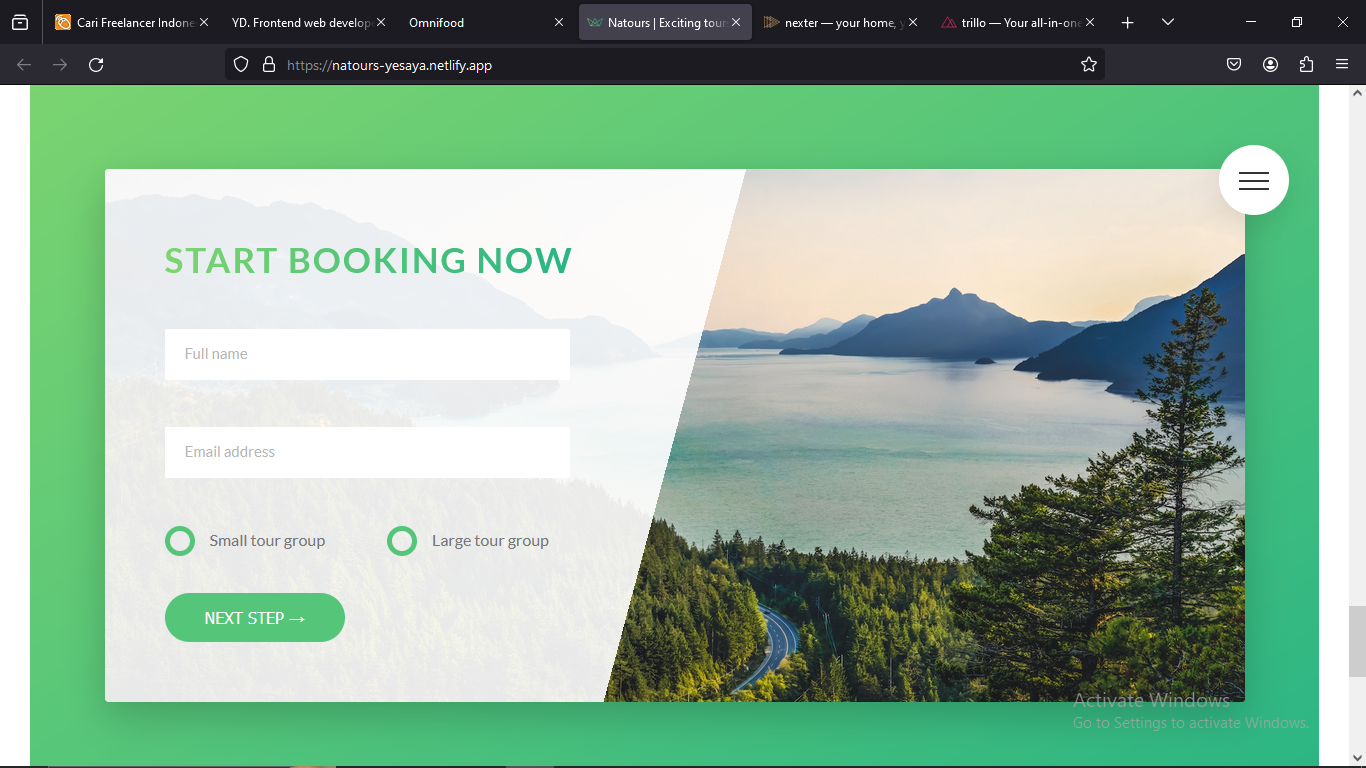 Cari Freelancer Indone
YD. Frontend web develop
Omnifood
Natours | Exciting tour
nexter — your home, y
trillo — Your all-in-one
https://natours-yesaya.netlify.app
START BOOKING NOW
Full name
Email address
Small tour group
Large tour group
NEXT STEP →
Activate Windows
Go to Settings to activate Windows.